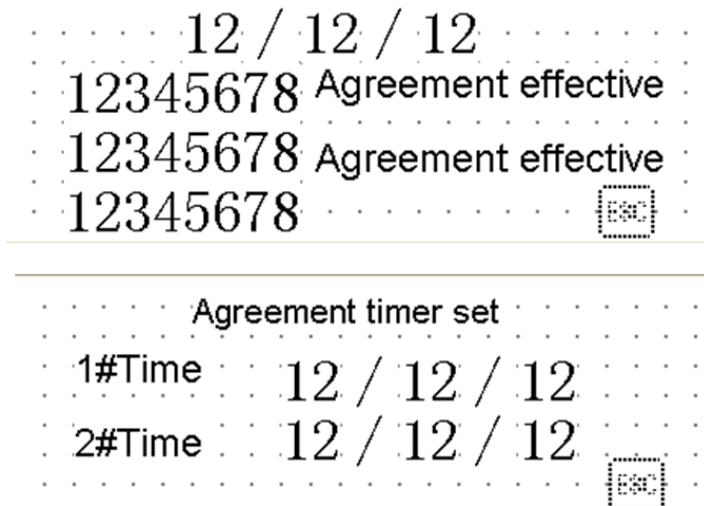 12 / 12 / 12
12345678 Agreement effective
12345678 Agreement effective
12345678 ESC
Agreement timer set
1#Time 12 / 12 / 12
2#Time 12 / 12 / 12
ESC